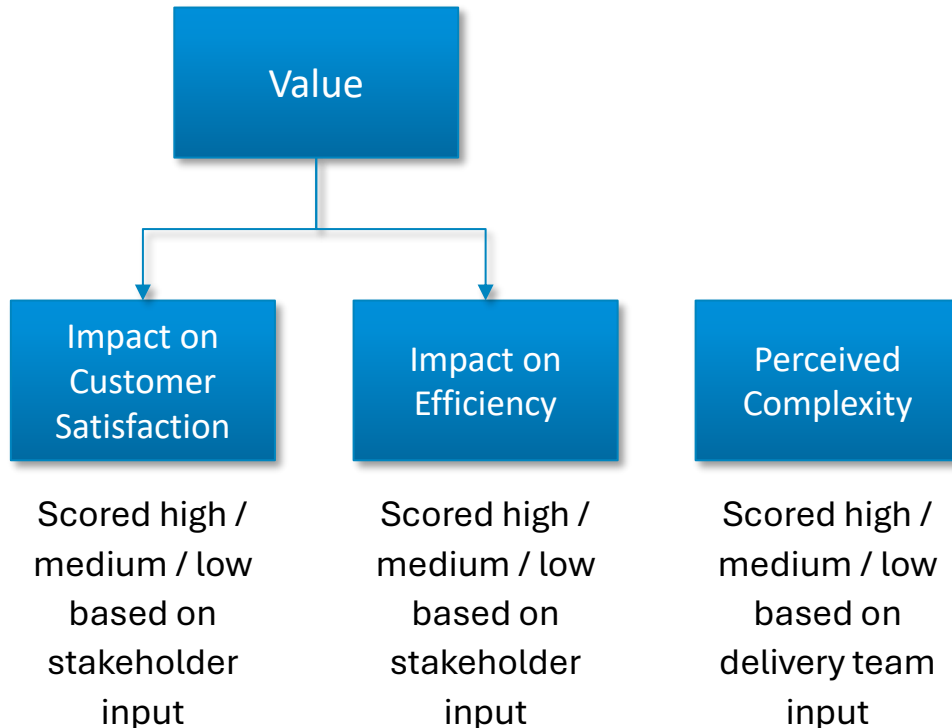 Value
Impact on
Customer
Satisfaction
Impact on
Efficiency
Perceived
Complexity
Scored high /
medium / low
based on
stakeholder
input
Scored high /
medium / low
based on
stakeholder
input
Scored high /
medium / low
based on
delivery team
input